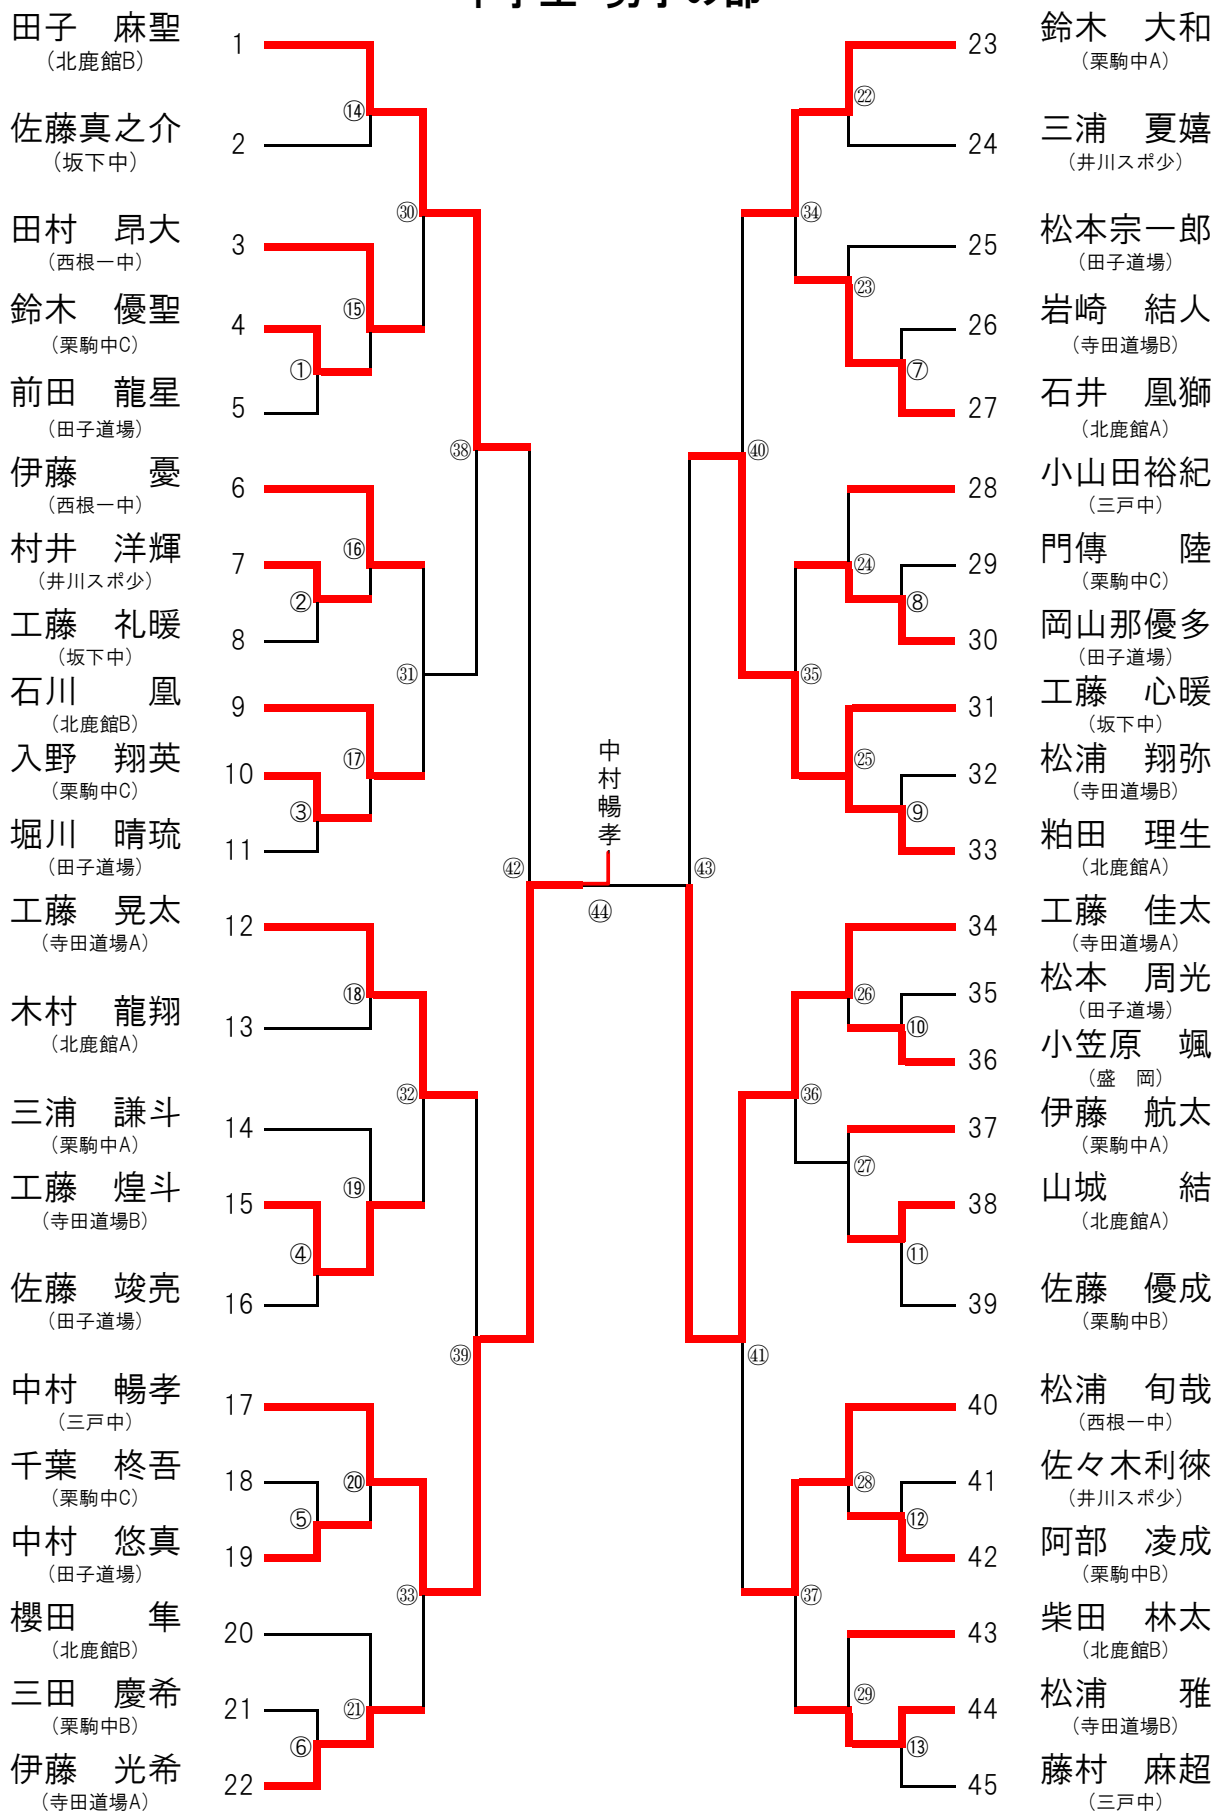 中学生 男子の部
田子 麻聖
（北鹿館B）
1
佐藤真之介
（坂下中）
2
⑭
田村 昂大
（西根一中）
3
鈴木 優聖
（栗駒中C）
4
前田 龍星
（田子道場）
5
①
⑮
㉚
伊藤 憂
（西根一中）
6
村井 洋輝
（井川スポ少）
7
工藤 礼暖
（坂下中）
8
②
⑯
石川 凰
（北鹿館B）
9
入野 翔英
（栗駒中C）
10
堀川 晴琉
（田子道場）
11
③
⑰
㉛
㊳
工藤 晃太
（寺田道場A）
12
木村 龍翔
（北鹿館A）
13
⑱
三浦 謙斗
（栗駒中A）
14
工藤 煌斗
（寺田道場B）
15
佐藤 竣亮
（田子道場）
16
④
⑲
㉜
中村 暢孝
（三戸中）
17
千葉 柊吾
（栗駒中C）
18
中村 悠真
（田子道場）
19
⑤
⑳
櫻田 隼
（北鹿館B）
20
三田 慶希
（栗駒中B）
21
伊藤 光希
（寺田道場A）
22
⑥
㉑
㉝
㊴
㊷
中村暢孝
㊹
㊸
23
鈴木 大和
（栗駒中A）
24
三浦 夏嬉
（井川スポ少）
㉒
25
松本宗一郎
（田子道場）
26
岩崎 結人
（寺田道場B）
27
石井 凰獅
（北鹿館A）
⑦
㉓
㉞
28
小山田裕紀
（三戸中）
29
門傳 陸
（栗駒中C）
30
岡山那優多
（田子道場）
⑧
㉔
31
工藤 心暖
（坂下中）
32
松浦 翔弥
（寺田道場B）
33
粕田 理生
（北鹿館A）
⑨
㉕
㉟
㊵
34
工藤 佳太
（寺田道場A）
35
松本 周光
（田子道場）
36
小笠原 颯
（盛 岡）
⑩
㉖
37
伊藤 航太
（栗駒中A）
38
山城 結
（北鹿館A）
39
佐藤 優成
（栗駒中B）
⑪
㉗
㊱
40
松浦 旬哉
（西根一中）
41
佐々木利徠
（井川スポ少）
42
阿部 凌成
（栗駒中B）
⑫
㉘
43
柴田 林太
（北鹿館B）
44
松浦 雅
（寺田道場B）
45
藤村 麻超
（三戸中）
⑬
㉙
㊲
㊶